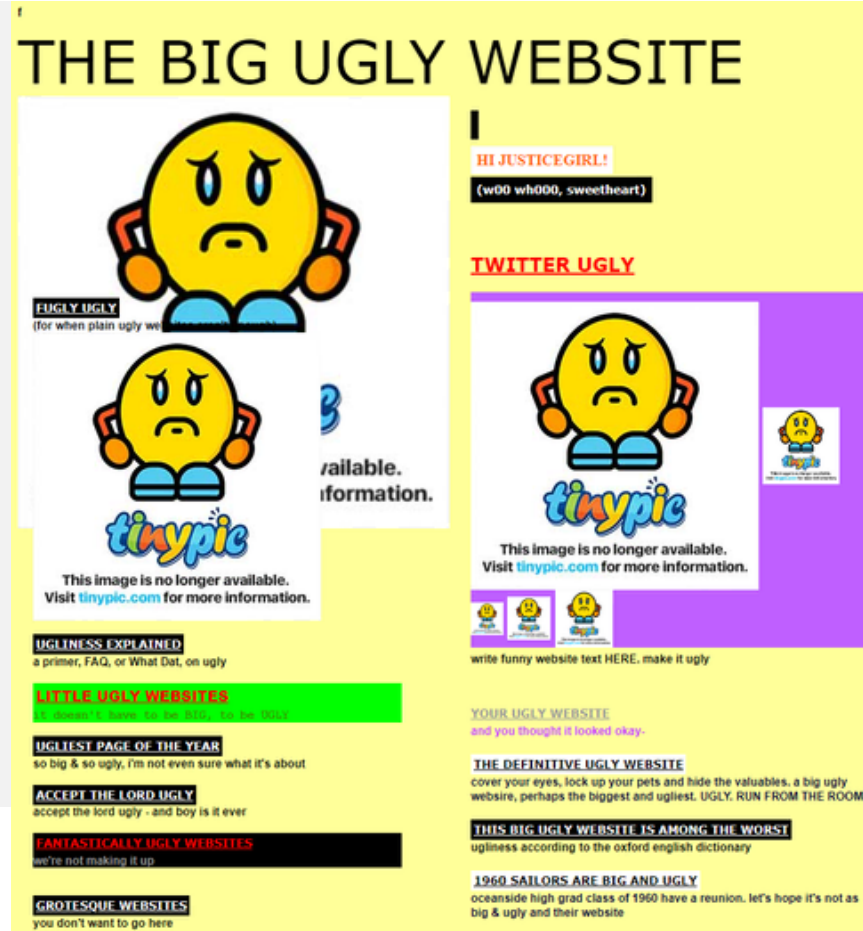 f
THE BIG UGLY WEBSITE
FUGLY UGLY
(for when plain ugly we
vailable.
formation.
tinypic
This image is no longer available.
Visit tinypic.com for more information.
UGLINESS EXPLAINED
a primer, FAQ, or What Dat, on ugly
LITTLE UGLY WEBSITES
it doesn't have to be BIG, to be UGLY
UGLIEST PAGE OF THE YEAR
so big & so ugly, i'm not even sure what it's about
ACCEPT THE LORD UGLY
accept the lord ugly - and boy is it ever
FANTASTICALLY UGLY WEBSITES
we're not making it up
GROTESQUE WEBSITES
you don't want to go here
HI JUSTICEGIRL!
(w00 wh000, sweetheart)
TWITTER UGLY
tinypic
This image is no longer available.
Visit tinypic.com for more information.
tinypic
tinypic
write funny website text HERE. make it ugly
YOUR UGLY WEBSITE
and you thought it looked okay-
THE DEFINITIVE UGLY WEBSITE
cover your eyes, lock up your pets and hide the valuables. a big ugly
websire, perhaps the biggest and ugliest. UGLY. RUN FROM THE ROOM
THIS BIG UGLY WEBSITE IS AMONG THE WORST
ugliness according to the oxford english dictionary
1960 SAILORS ARE BIG AND UGLY
oceanside high grad class of 1960 have a reunion. let's hope it's not as
big & ugly and their website